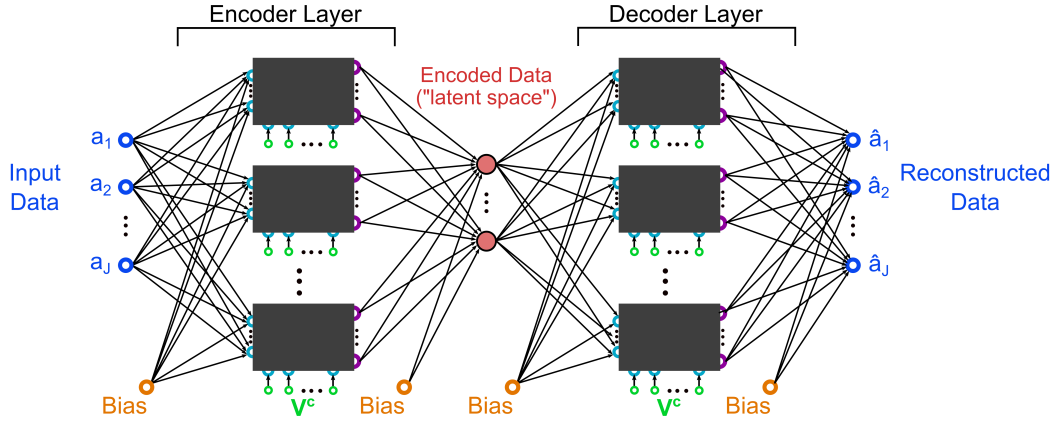 Encoder Layer
Decoder Layer
Encoded Data
("latent space")
Input
Data
a₁
a₂
aJ
â₁
â₂
âJ
Reconstructed
Data
Bias
Vᶜ
Bias
Bias
Vᶜ
Bias